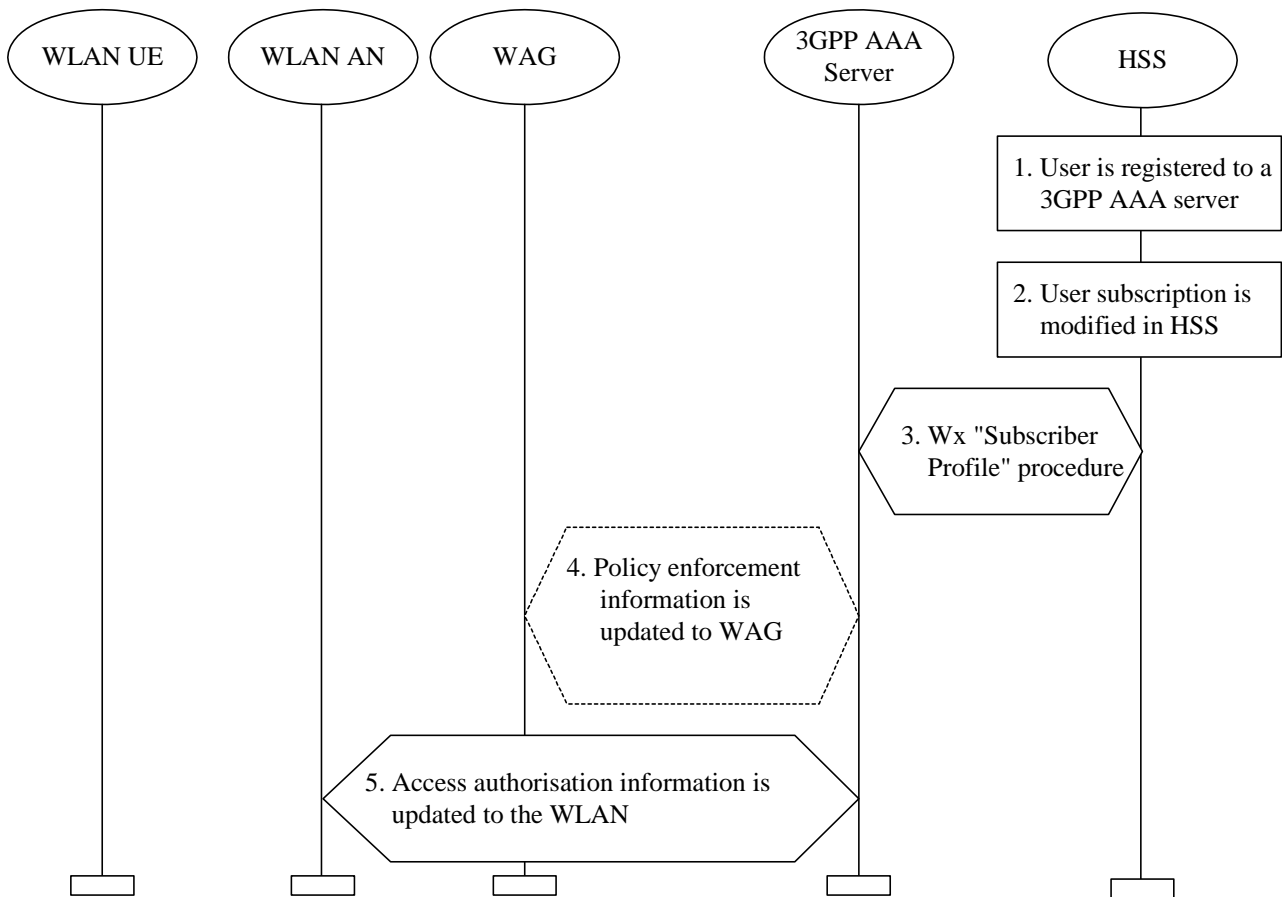 WLAN UE
WLAN AN
WAG
3GPP AAA
Server
HSS
1. User is registered to a
3GPP AAA server
2. User subscription is
modified in HSS
3. Wx "Subscriber
Profile" procedure
4. Policy enforcement
information is
updated to WAG
5. Access authorisation information is
updated to the WLAN